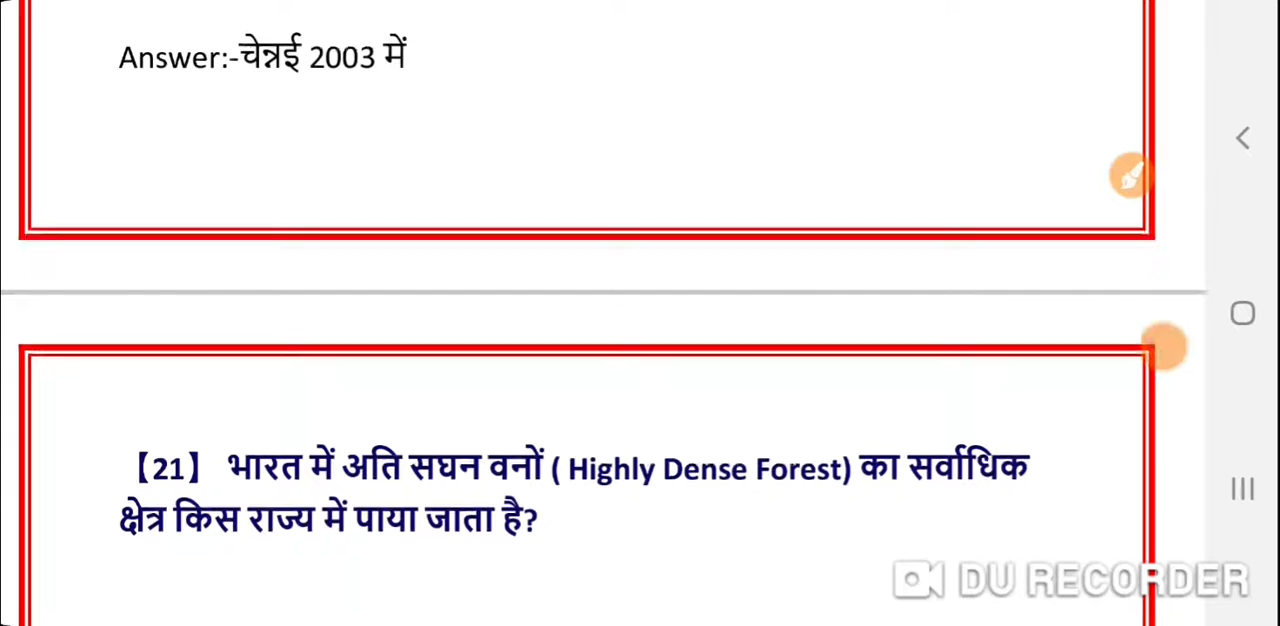 Answer:-चेन्नई 2003 में
【21】 भारत में अति सघन वनों ( Highly Dense Forest) का सर्वाधिक
क्षेत्र किस राज्य में पाया जाता है?
DU RECORDER